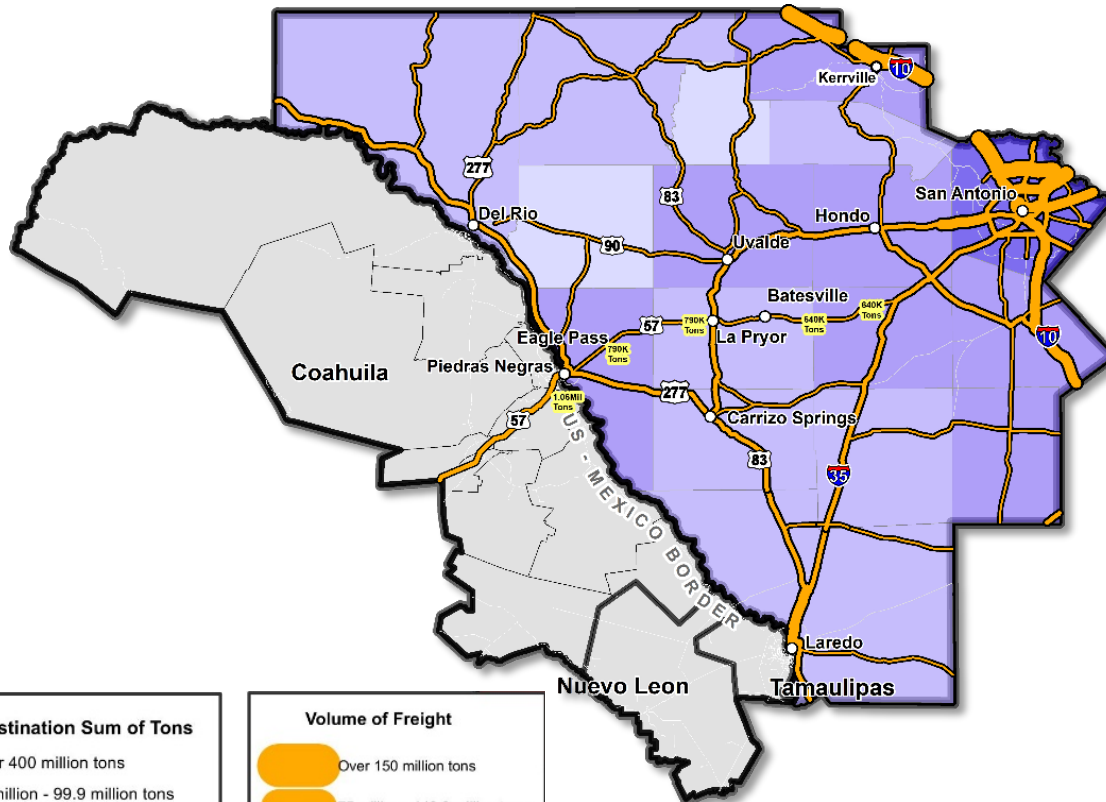 Kerrville
10
277
San Antonio
83
Del Rio
Hondo
90
Uvalde
Batesville
640K
Tons
790K
Tons
640K
Tons
57
La Pryor
Eagle Pass
790K
Tons
10
Piedras Negras
Coahuila
277
1.06Mil
Tons
57
Carrizo Springs
83
35
US - MEXICO BORDER
Laredo
Nuevo Leon
Tamaulipas
stination Sum of Tons
400 million tons
illion - 99.9 million tons
Volume of Freight
Over 150 million tons